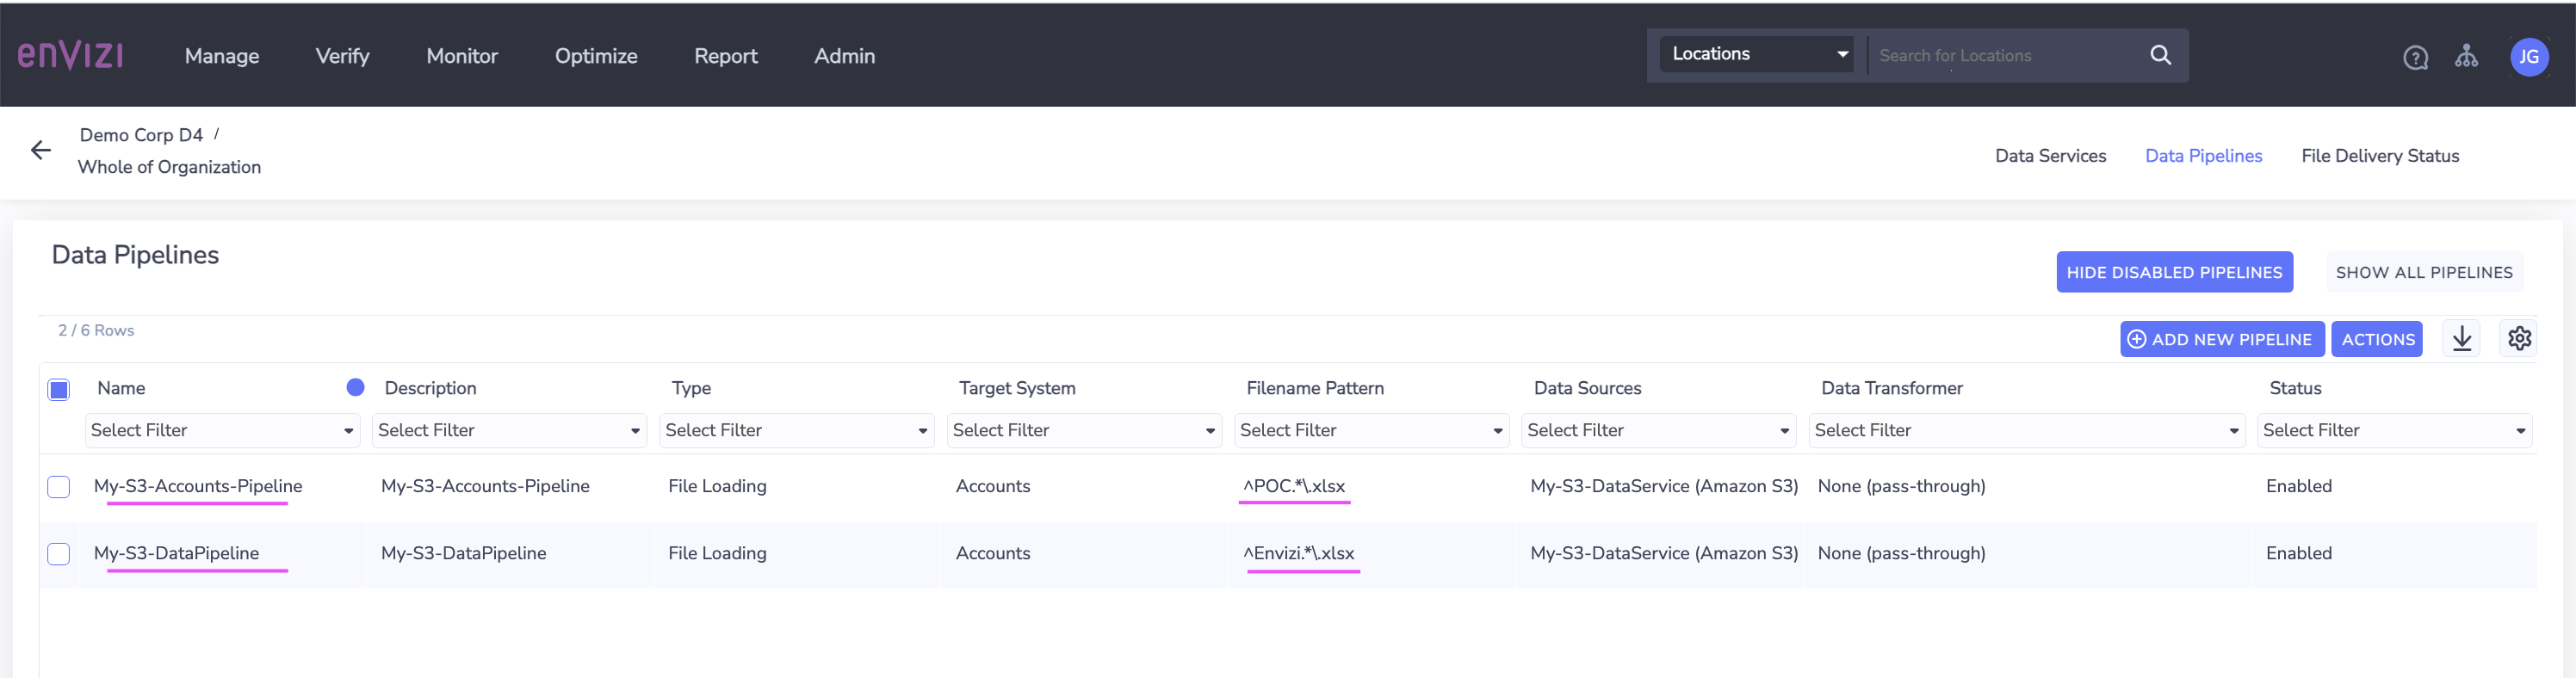 enVIZI Manage Verify Monitor Optimize Report Admin Locations Search for Locations JG
Demo Corp D4 /
Whole of Organization
Data Services Data Pipelines File Delivery Status
Data Pipelines
HIDE DISABLED PIPELINES SHOW ALL PIPELINES
2 / 6 Rows
ADD NEW PIPELINE ACTIONS
Name Description Type Target System Filename Pattern Data Sources Data Transformer Status
Select Filter Select Filter Select Filter Select Filter Select Filter Select Filter Select Filter Select Filter
My-S3-Accounts-Pipeline My-S3-Accounts-Pipeline File Loading Accounts ^POC.*\.xlsx My-S3-DataService (Amazon S3) None (pass-through) Enabled
My-S3-DataPipeline My-S3-DataPipeline File Loading Accounts ^Envizi.*\.xlsx My-S3-DataService (Amazon S3) None (pass-through) Enabled